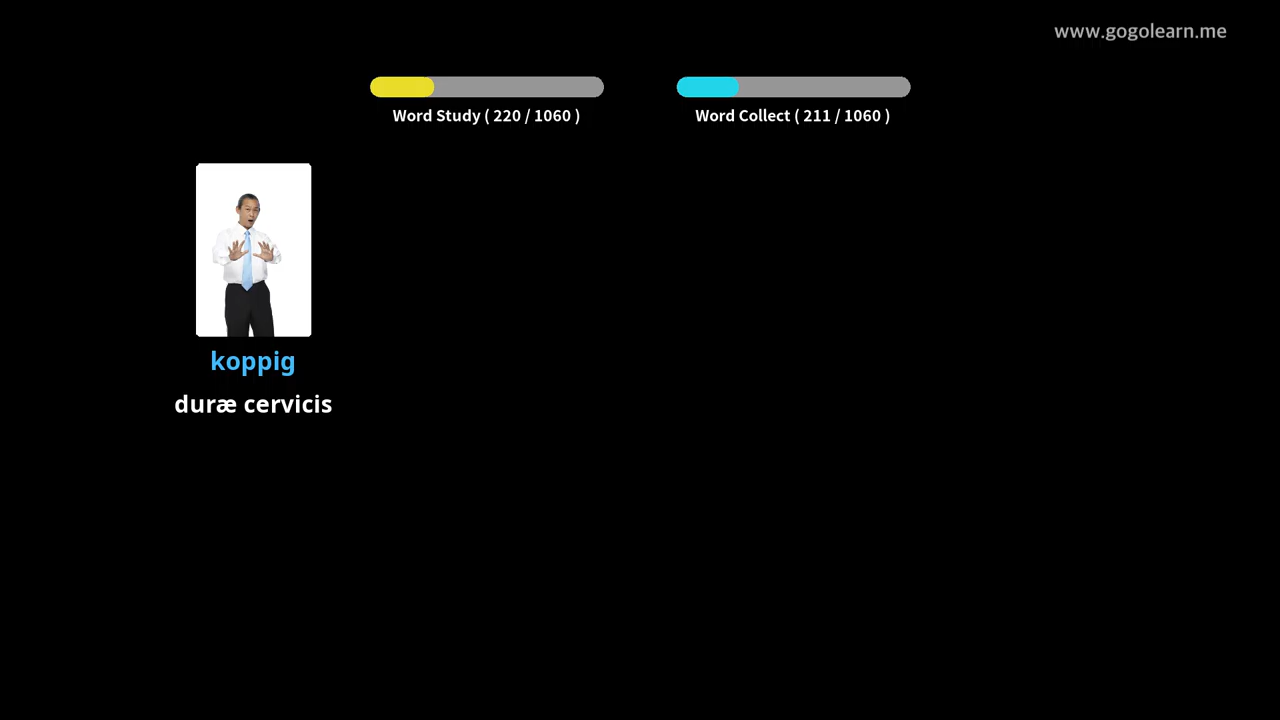 www.gogolearn.me
Word Study ( 220 / 1060 )
Word Collect ( 211 / 1060 )
koppig
duræ cervicis